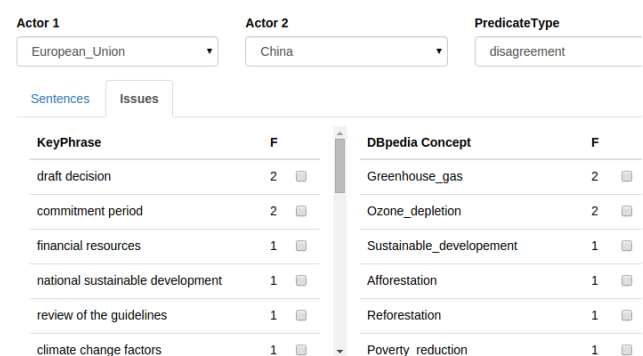 Actor 1 Actor 2 PredicateType
European_Union China disagreement
Sentences Issues
KeyPhrase F DBpedia Concept F
draft decision 2 Greenhouse_gas 2
commitment period 2 Ozone_depletion 2
financial resources 1 Sustainable_developement 1
national sustainable development 1 Afforestation 1
review of the guidelines 1 Reforestation 1
climate change factors 1 Poverty_reduction 1